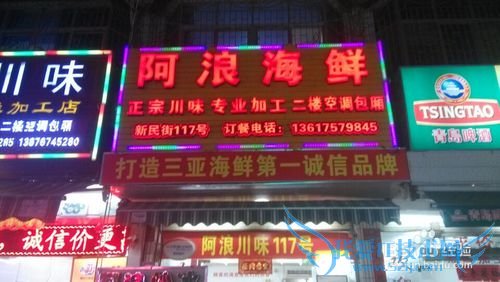 川味
加工店
二楼空调包厢
285 13876745280
阿浪海鲜
正宗川味 专业加工 二楼空调包厢
新民街117号 订餐电话：13617579845
打造三亚海鲜第一诚信品牌
TSINGTAO
青岛啤酒
诚信价更
阿浪川味117号